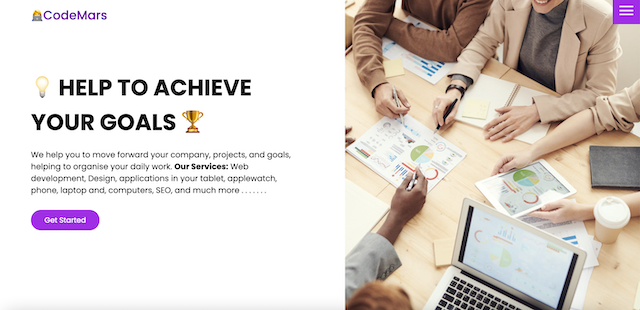 CodeMars
💡 HELP TO ACHIEVE
YOUR GOALS 🏆
We help you to move forward your company, projects, and goals,
helping to organise your daily work. Our Services: Web
development, Design, applications in your tablet, applewatch,
phone, laptop and, computers, SEO, and much more . . . . . . .
Get Started